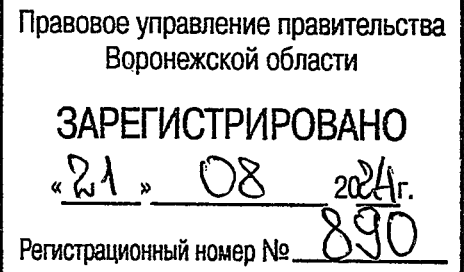 Правовое управление правительства
Воронежской области
ЗАРЕГИСТРИРОВАНО
«21» 08 2024г.
Регистрационный номер № 890